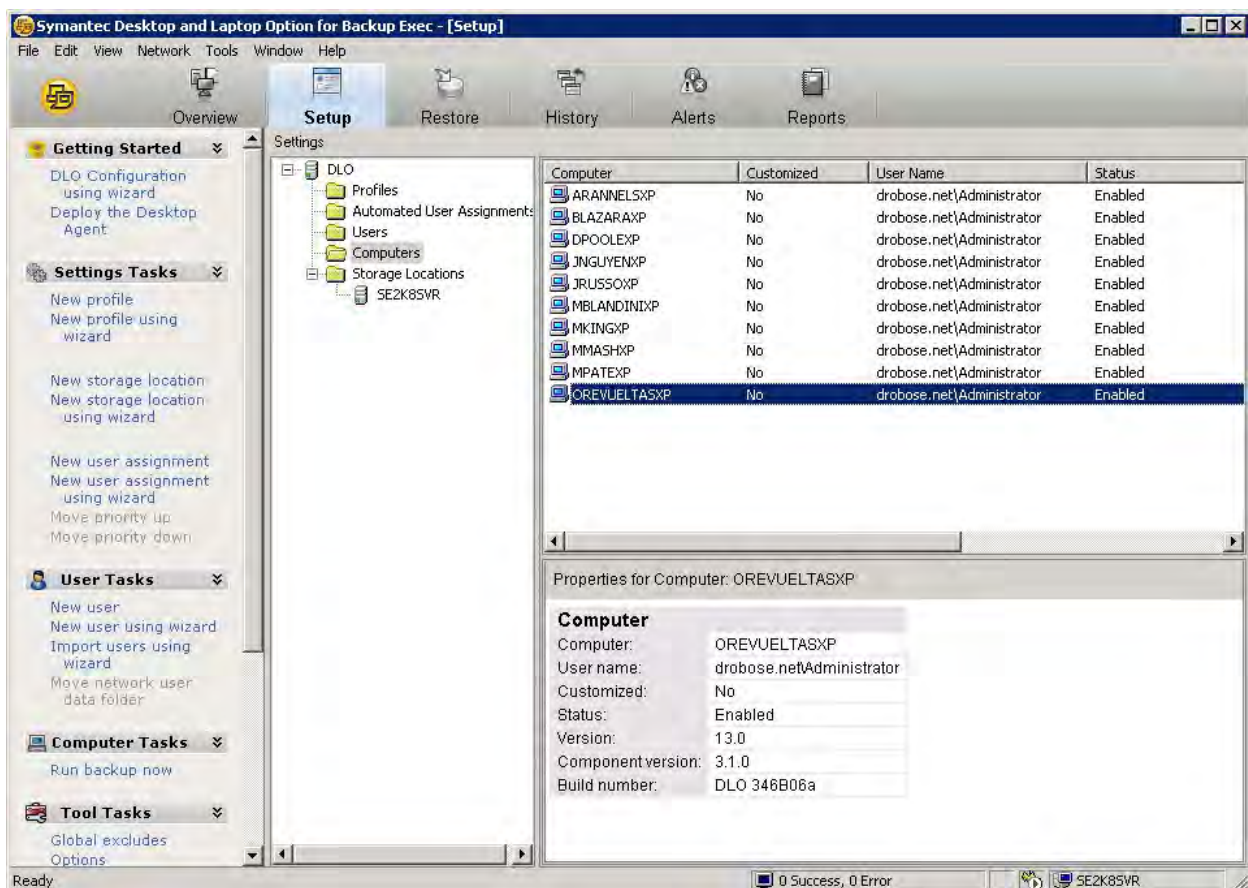 Symantec Desktop and Laptop Option for Backup Exec - [Setup]
File Edit View Network Tools Window Help
Overview Setup Restore History Alerts Reports
Getting Started
DLO Configuration
using wizard
Deploy the Desktop
Agent
Settings Tasks
New profile
New profile using
wizard
New storage location
New storage location
using wizard
New user assignment
New user assignment
using wizard
Move priority up
Move priority down
User Tasks
New user
New user using wizard
Import users using
wizard
Move network user
data folder
Computer Tasks
Run backup now
Tool Tasks
Global excludes
Options
Settings
DLO
Profiles
Automated User Assignments
Users
Computers
Storage Locations
SE2K8SVR
Computer Customized User Name Status
ARANNELSXP No drobose.net\Administrator Enabled
BLAZARAXP No drobose.net\Administrator Enabled
DPOOLEXP No drobose.net\Administrator Enabled
JNGUYENXP No drobose.net\Administrator Enabled
JRUSSOXP No drobose.net\Administrator Enabled
MBLANDINIXP No drobose.net\Administrator Enabled
MKINGXP No drobose.net\Administrator Enabled
MMASHXP No drobose.net\Administrator Enabled
MPATEXP No drobose.net\Administrator Enabled
OREVUELTASXP No drobose.net\Administrator Enabled
Properties for Computer: OREVUELTASXP
Computer
Computer: OREVUELTASXP
User name: drobose.net\Administrator
Customized: No
Status: Enabled
Version: 13.0
Component version: 3.1.0
Build number: DLO 346B06a
Ready 0 Success, 0 Error SE2K8SVR